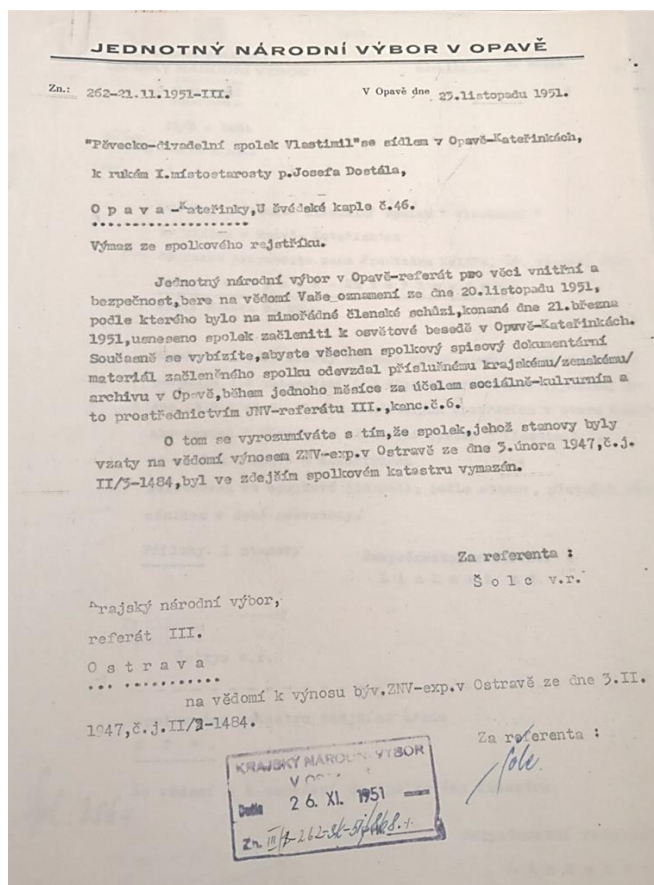 JEDNOTNÝ NÁRODNÍ VÝBOR V OPAVĚ
Zn.: 262-21.11.1951-III. V Opavě dne 23.listopadu 1951.
"Pěvecko-divadelní spolek Vlastimil"se sídlem v Opavě-Kateřinkách,
k rukám I.místostarosty p.Josefa Dostála,
O p a v a -Kateřinky,U švédské kaple č.46.
Výmaz ze spolkového rejstříku.
Jednotný národní výbor v Opavě-referát pro věci vnitřní a
bezpečnost,bere na vědomí Vaše oznamení ze dne 20.listopadu 1951,
podle kterého bylo na mimořádné členské schůzi,konané dne 21.března
1951,usneseno spolek začleniti k osvětové besedě v Opavě-Kateřinkách.
Současně se vybízíte,abyste všechen spolkový spisový dokumentární
materiál začleněného spolku odevzdal příslušnému krajskému/zemskému/
archivu v Opavě,během jednoho měsíce za účelem sociálně-kulrurním a
to prostřednictvím JNV-referátu III.,kanc.č.6.
O tom se vyrozumíváte s tím,že spolek,jehož stanovy byly
vzaty na vědomí výnosem ZNV-exp.v Ostravě ze dne 3.února 1947,č.j.
II/3-1484,byl ve zdejším spolkovém katastru vymazán.
Za referenta :
Š o l c v.r.
Krajský národní výbor,
referát III.
O s t r a v a
na vědomí k výnosu býv.ZNV-exp.v Ostravě ze dne 3.II.
1947,č.j.II/3-1484.
Za referenta :
Šolc
KRAJSKÝ NÁRODNÍ VÝBOR
V
Došlo 26. XI. 1951
Zn.